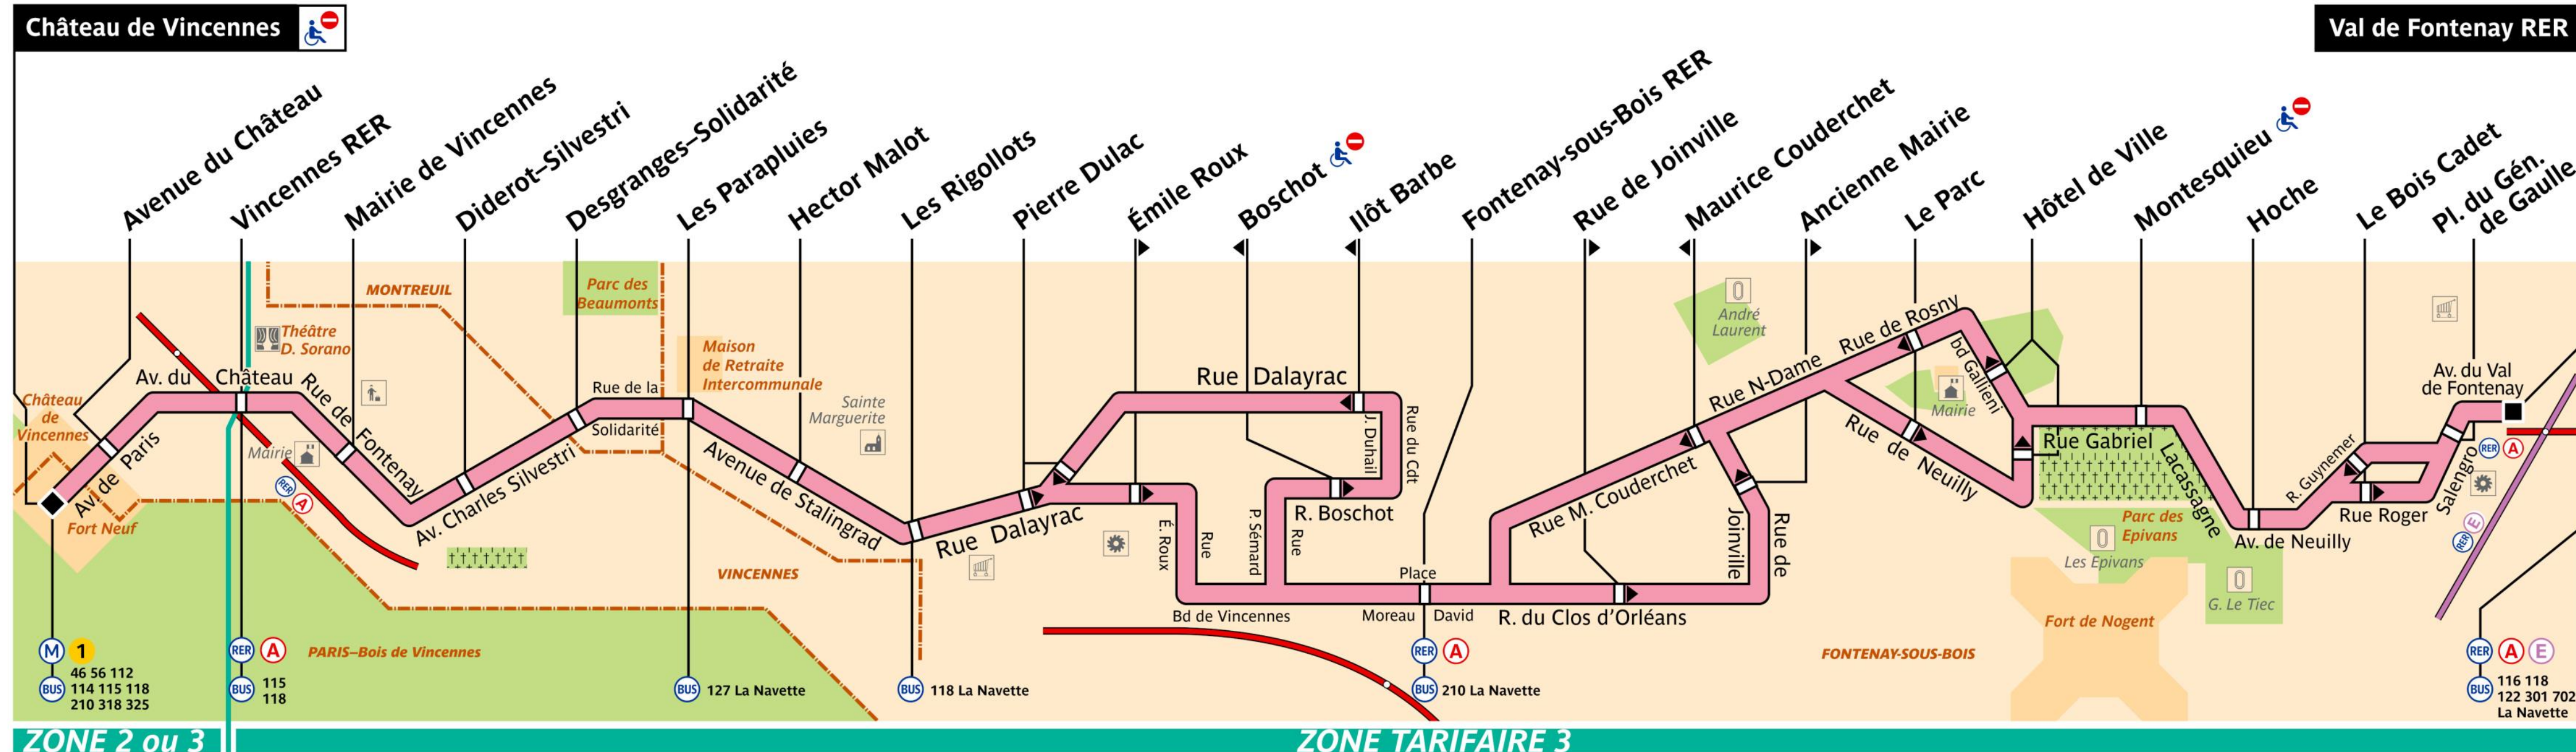 Château de Vincennes
Val de Fontenay RER
Avenue du Château
Vincennes RER
Mairie de Vincennes
Diderot–Silvestri
Desgranges–Solidarité
Les Parapluies
Hector Malot
Les Rigollots
Pierre Dulac
Émile Roux
Boschot
Ilôt Barbe
Fontenay-sous-Bois RER
Rue de Joinville
Maurice Couderchet
Ancienne Mairie
Le Parc
Hôtel de Ville
Montesquieu
Hoche
Le Bois Cadet
Pl. du Gén.
de Gaulle
MONTREUIL
Parc des
Beaumonts
Théâtre
D. Sorano
Maison
de Retraite
Intercommunale
Sainte
Marguerite
Château
de
Vincennes
Fort Neuf
Mairie
RER A
Av. de Paris
Av. du Château
Rue de Fontenay
Av. Charles Silvestri
Rue de la
Solidarité
Avenue de Stalingrad
Rue Dalayrac
Rue Dalayrac
É. Roux
Rue
P. Sémard
Rue
R. Boschot
J. Duhail
Rue du Cdt
Bd de Vincennes
Place
Moreau David
R. du Clos d’Orléans
Rue M. Couderchet
Joinville
Rue de
Rue N-Dame
Rue de Rosny
bd Gallieni
Rue de Neuilly
Rue Gabriel
Lacassagne
Av. de Neuilly
R. Guynemer
Rue Roger
Salengro
Av. du Val
de Fontenay
RER A
RER E
André
Laurent
Mairie
Parc des
Epivans
Les Epivans
G. Le Tiec
Fort de Nogent
VINCENNES
PARIS–Bois de Vincennes
FONTENAY-SOUS-BOIS
M 1
BUS
46 56 112
114 115 118
210 318 325
RER A
BUS
115
118
BUS 127 La Navette
BUS 118 La Navette
RER A
BUS 210 La Navette
RER A E
BUS
116 118
122 301 702
La Navette
ZONE 2 ou 3
ZONE TARIFAIRE 3